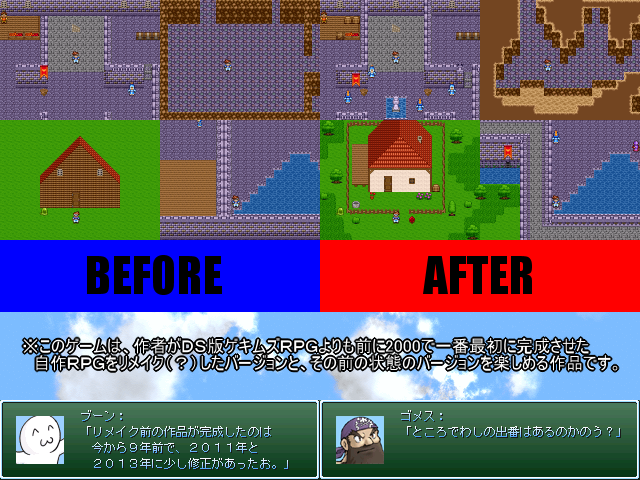 BEFORE
AFTER
※このゲームは、作者がDS版ゲキムズRPGよりも前に2000で一番最初に完成させた
自作RPGをリメイク(?)したバージョンと、その前の状態のバージョンを楽しめる作品です。
ブーン:
「リメイク前の作品が完成したのは
今から9年前で、2011年と
2013年に少し修正があったお。」
ゴメス:
「ところでわしの出番はあるのかのう?」